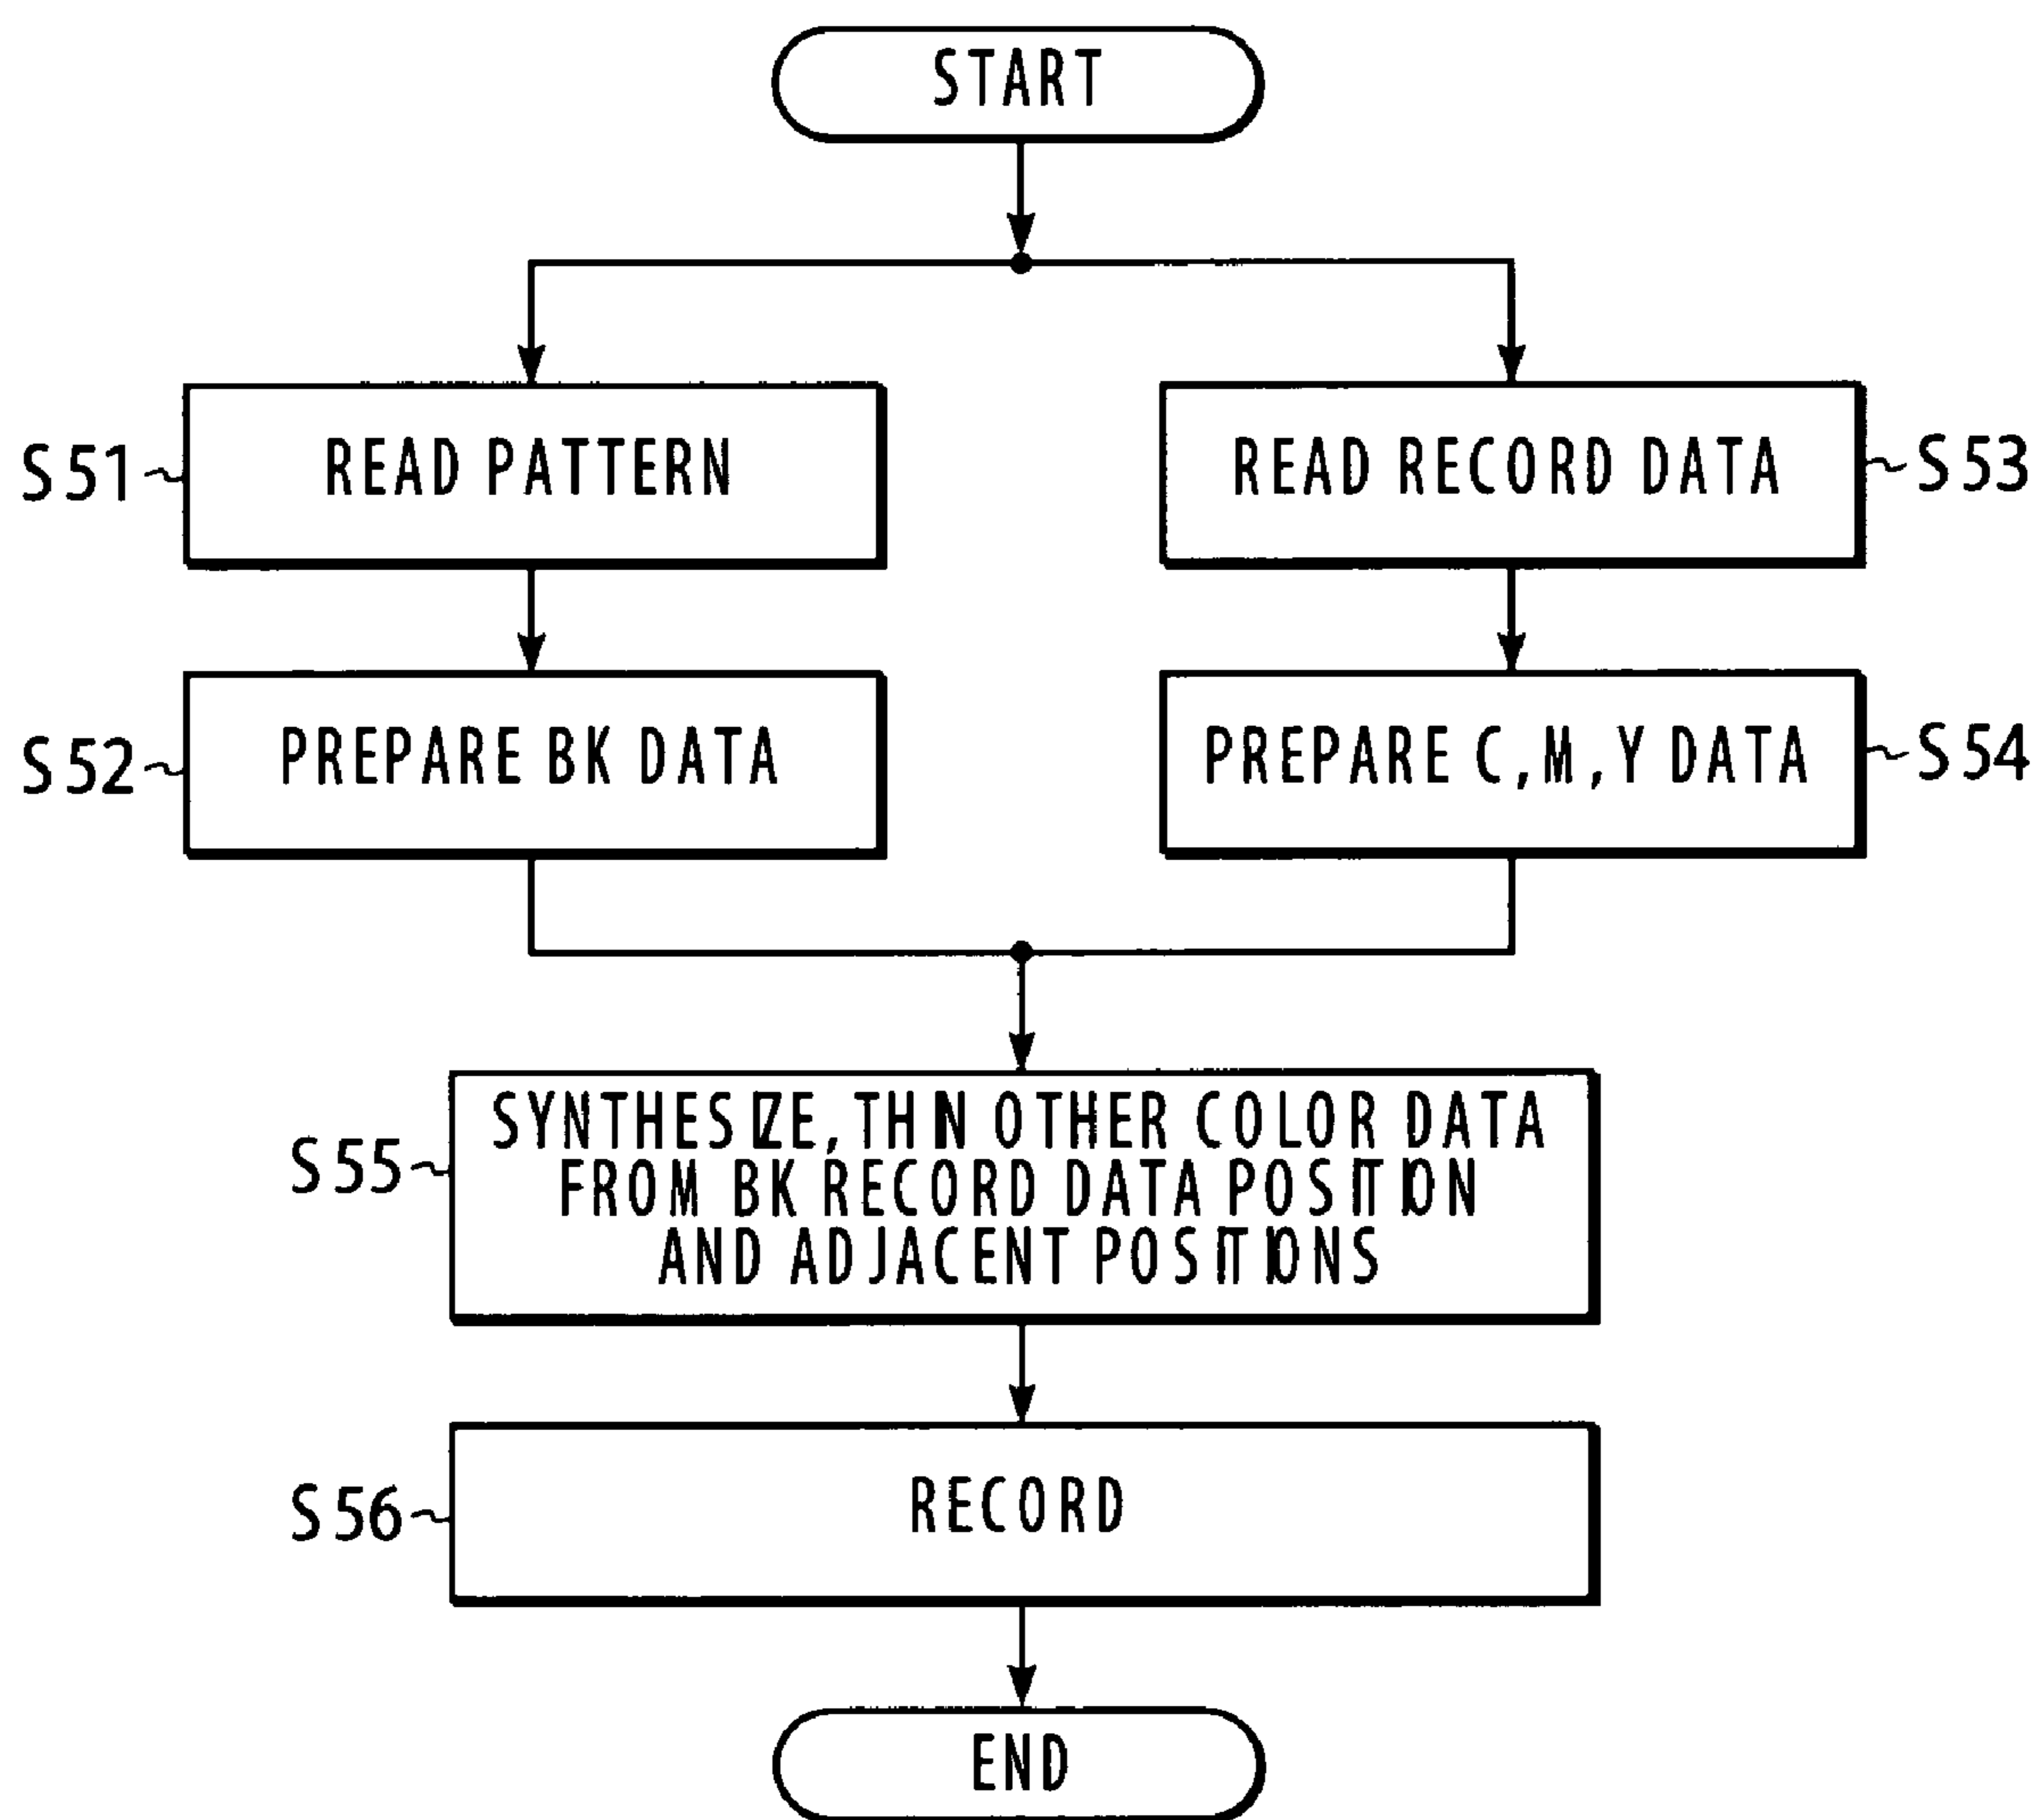 START
S51
READ PATTERN
READ RECORD DATA
S53
S52
PREPARE BK DATA
PREPARE C,M,Y DATA
S54
S55
SYNTHESIZE,THIN OTHER COLOR DATA
FROM BK RECORD DATA POSITION
AND ADJACENT POSITIONS
S56
RECORD
END